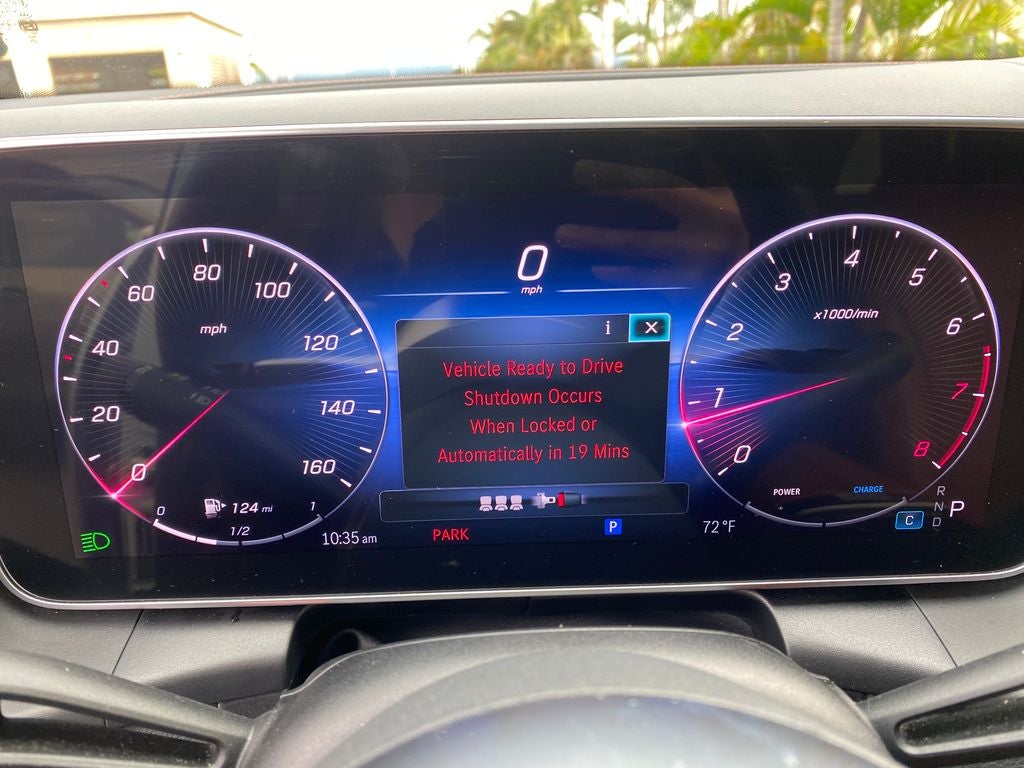 0
mph
i X
Vehicle Ready to Drive
Shutdown Occurs
When Locked or
Automatically in 19 Mins
mph
0
20
40
60
80
100
120
140
160
x1000/min
0
1
2
3
4
5
6
7
8
0 124 mi 1
1/2
POWER CHARGE
10:35 am
PARK
P
72°F
C
R
N
D
P